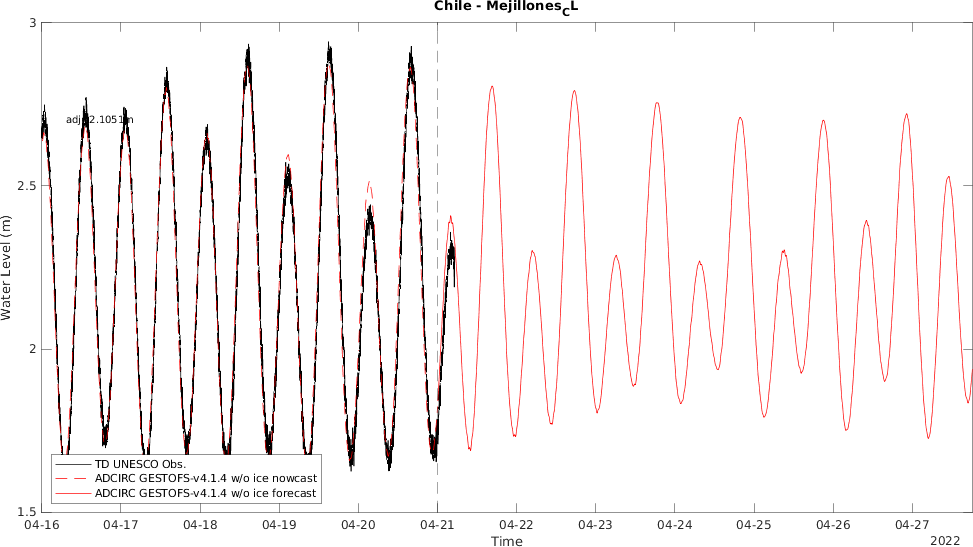 Chile - Mejillones_CL
3
adj:2.1051m
2.5
Water Level (m)
2
TD UNESCO Obs.
ADCIRC GESTOFS-v4.1.4 w/o ice nowcast
ADCIRC GESTOFS-v4.1.4 w/o ice forecast
1.5
04-16 04-17 04-18 04-19 04-20 04-21 04-22 04-23 04-24 04-25 04-26 04-27
Time
2022